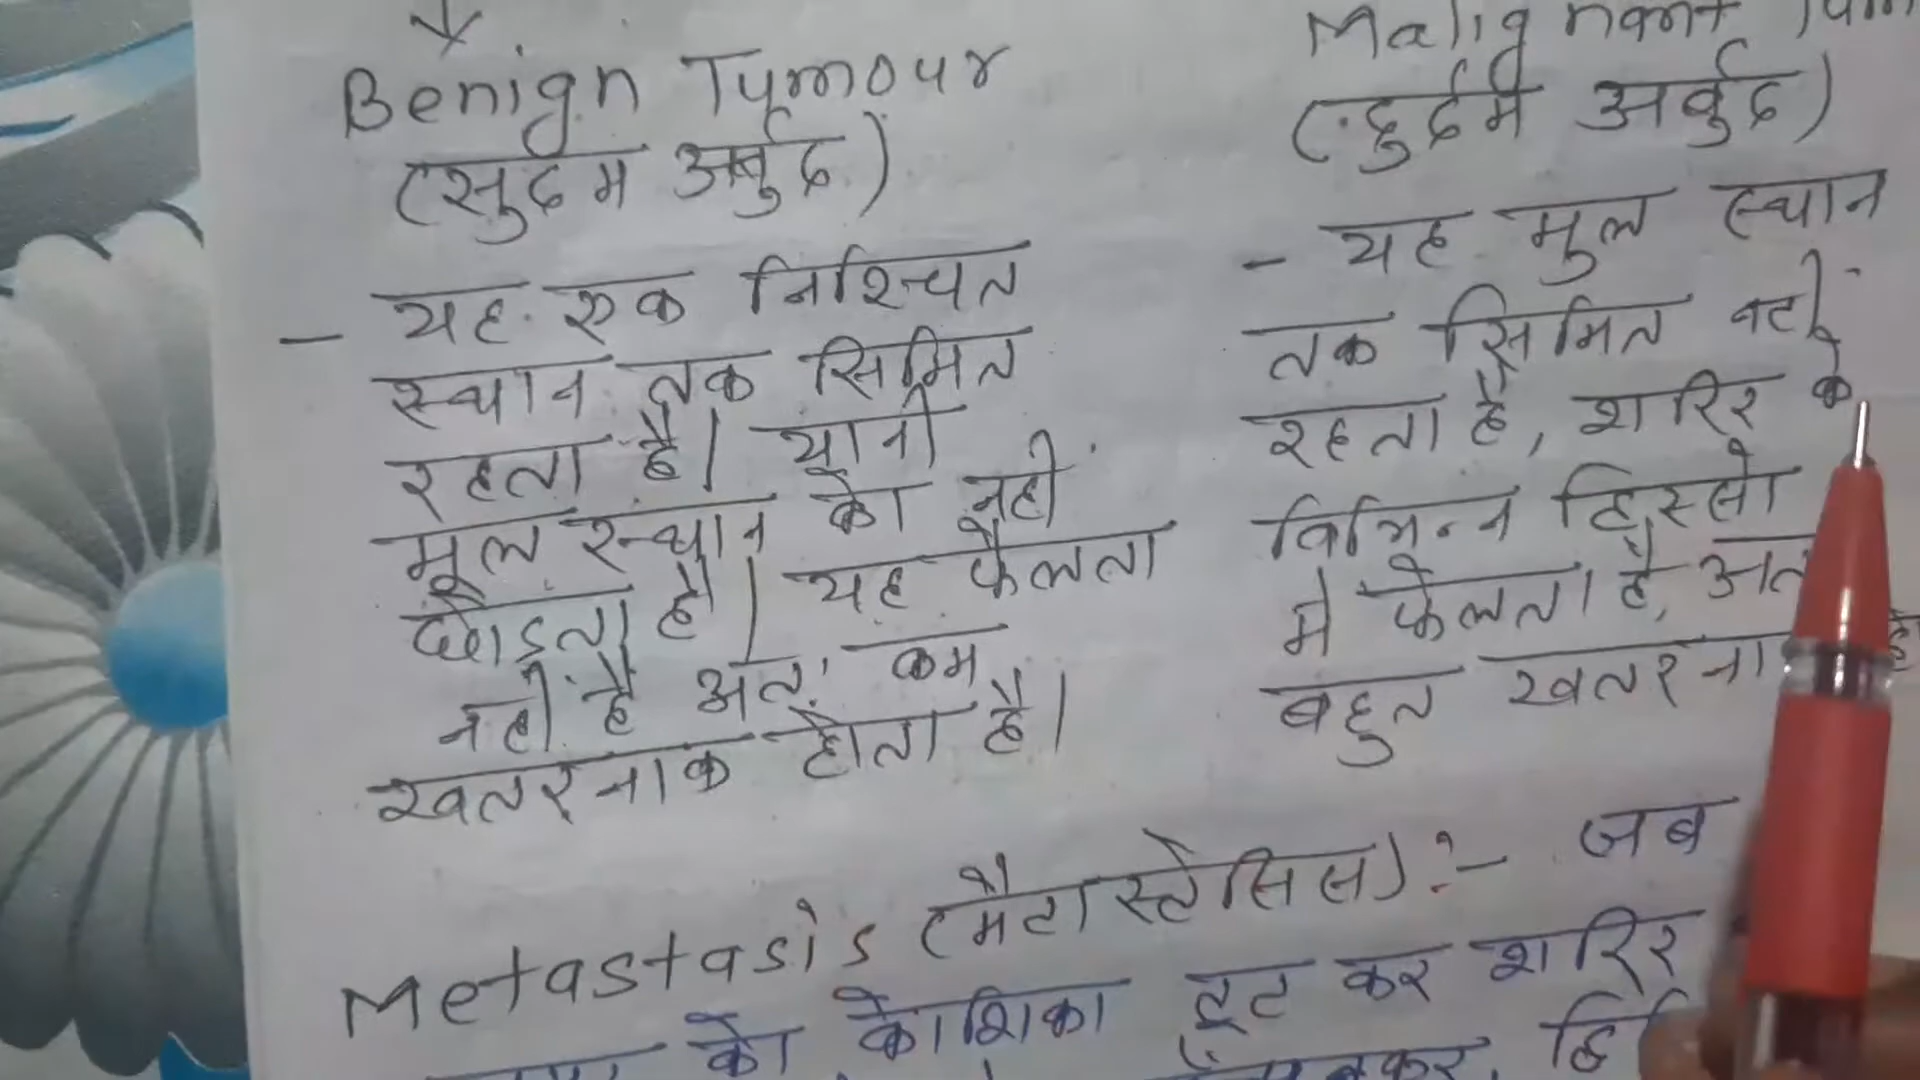 Benign Tumour
(सुदम अर्बुद)
- यह एक निश्चित
स्थान तक सिमित
रहता है। यानी
मूल स्थान को नही
छोड़ता है। यह फैलता
नही है अतः कम
खतरनाक होता है।
Malignant
(दुर्दम अर्बुद)
- यह मुल स्थान
तक सिमित नहीं
रहता है, शरिर के
विभिन्न हिस्सो
मे फैलता है, अत
बहुत खतरना है
Metastasis (मैटास्टेसिस) :- जब
को कोशिका टूट कर शरिर